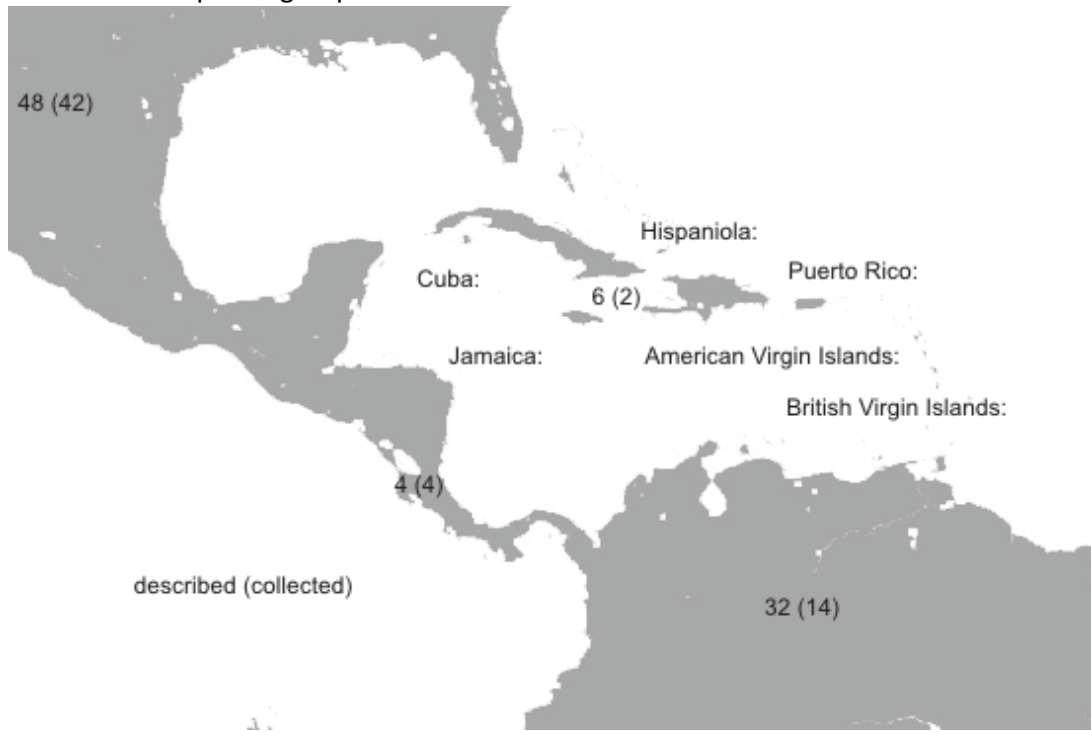 48 (42)
Hispaniola:
Puerto Rico:
Cuba:
6 (2)
Jamaica:
American Virgin Islands:
British Virgin Islands:
4 (4)
described (collected)
32 (14)